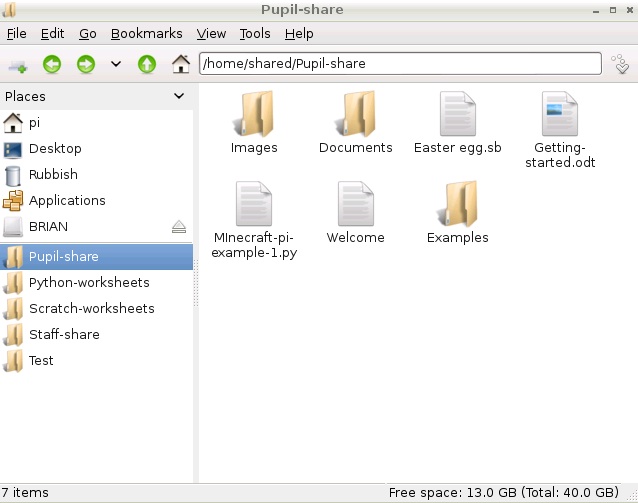 Pupil-share
File Edit Go Bookmarks View Tools Help
/home/shared/Pupil-share
Places
pi
Desktop
Rubbish
Applications
BRIAN
Pupil-share
Python-worksheets
Scratch-worksheets
Staff-share
Test
Images
Documents
Easter egg.sb
Getting-
started.odt
MInecraft-pi-
example-1.py
Welcome
Examples
7 items
Free space: 13.0 GB (Total: 40.0 GB)